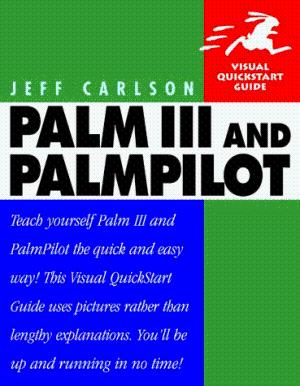 VISUAL
QUICKSTART
GUIDE
JEFF CARLSON
PALM III AND
PALMPILOT
Teach yourself Palm III and
PalmPilot the quick and easy
way! This Visual QuickStart
Guide uses pictures rather than
lengthy explanations. You'll be
up and running in no time!